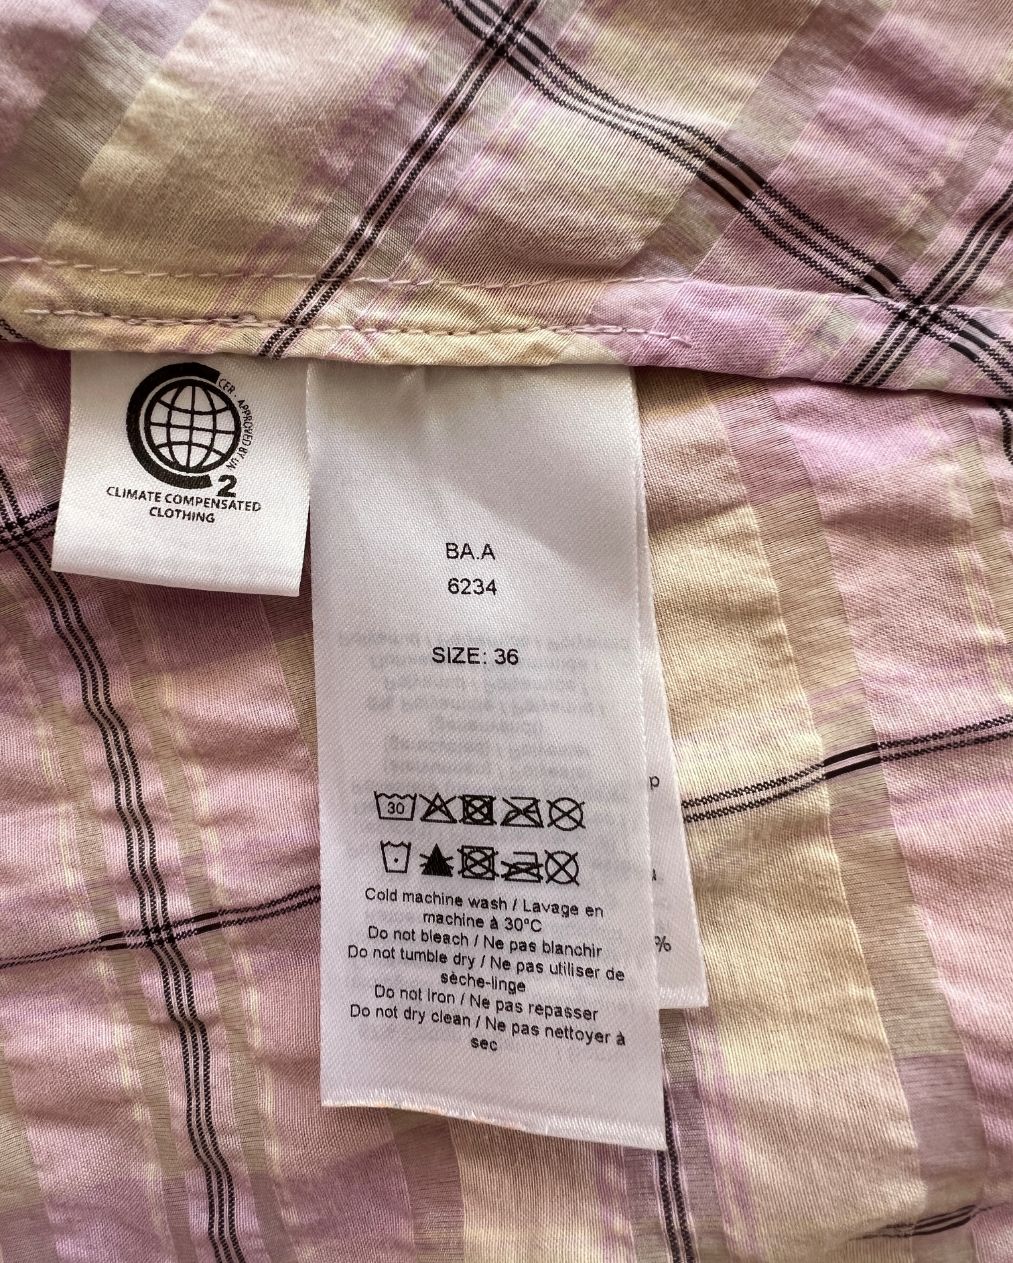 CER · APPROVED BY UN
2
CLIMATE COMPENSATED
CLOTHING
BA.A
6234
SIZE: 36
30
Cold machine wash / Lavage en
machine à 30°C
Do not bleach / Ne pas blanchir
Do not tumble dry / Ne pas utiliser de
sèche-linge
Do not Iron / Ne pas repasser
Do not dry clean / Ne pas nettoyer à
sec
p
%